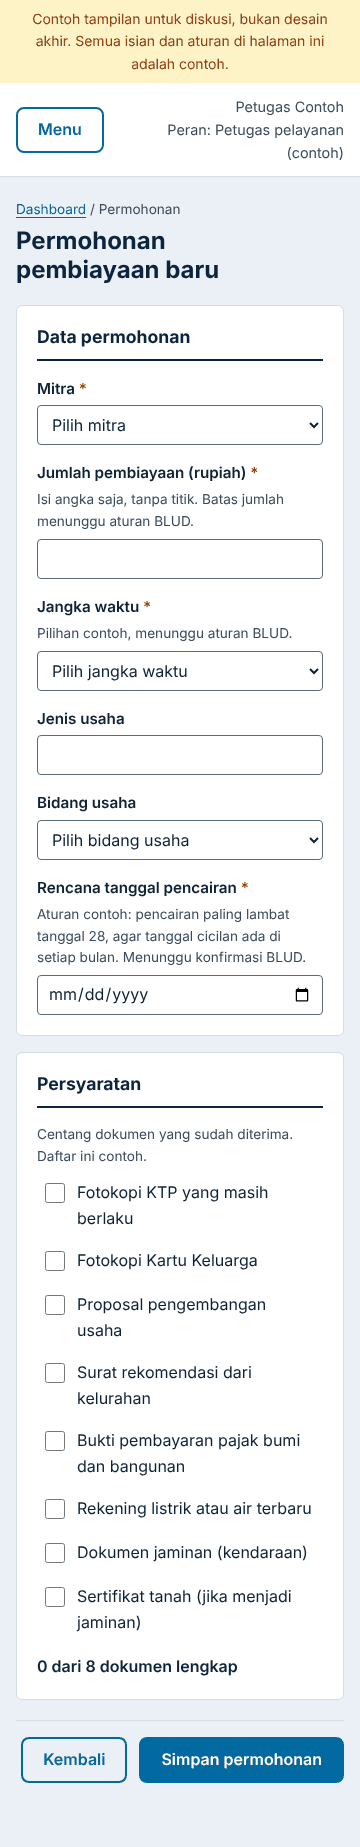 Contoh tampilan untuk diskusi, bukan desain
akhir. Semua isian dan aturan di halaman ini
adalah contoh.
Menu
Petugas Contoh
Peran: Petugas pelayanan
(contoh)
Dashboard / Permohonan
Permohonan
pembiayaan baru
Data permohonan
Mitra *
Pilih mitra
Jumlah pembiayaan (rupiah) *
Isi angka saja, tanpa titik. Batas jumlah
menunggu aturan BLUD.
Jangka waktu *
Pilihan contoh, menunggu aturan BLUD.
Pilih jangka waktu
Jenis usaha
Bidang usaha
Pilih bidang usaha
Rencana tanggal pencairan *
Aturan contoh: pencairan paling lambat
tanggal 28, agar tanggal cicilan ada di
setiap bulan. Menunggu konfirmasi BLUD.
mm/dd/yyyy
Persyaratan
Centang dokumen yang sudah diterima.
Daftar ini contoh.
Fotokopi KTP yang masih
berlaku
Fotokopi Kartu Keluarga
Proposal pengembangan
usaha
Surat rekomendasi dari
kelurahan
Bukti pembayaran pajak bumi
dan bangunan
Rekening listrik atau air terbaru
Dokumen jaminan (kendaraan)
Sertifikat tanah (jika menjadi
jaminan)
0 dari 8 dokumen lengkap
Kembali
Simpan permohonan